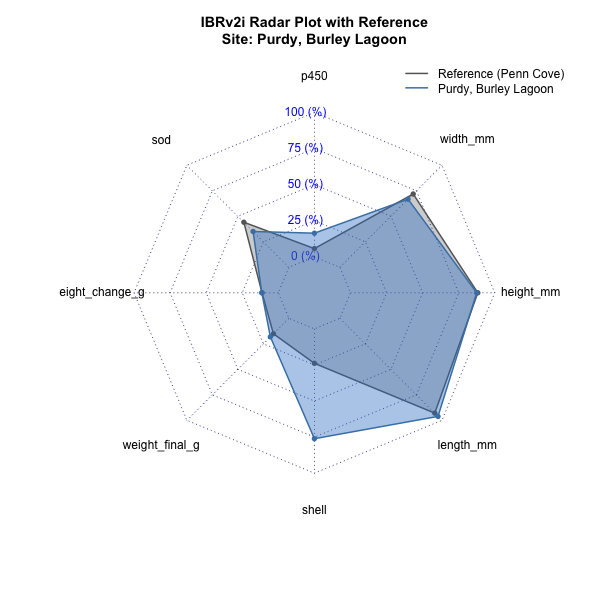 IBRv2i Radar Plot with Reference
Site: Purdy, Burley Lagoon
Reference (Penn Cove)
Purdy, Burley Lagoon
p450
100 (%)
75 (%)
50 (%)
25 (%)
0 (%)
sod
width_mm
eight_change_g
height_mm
weight_final_g
length_mm
shell